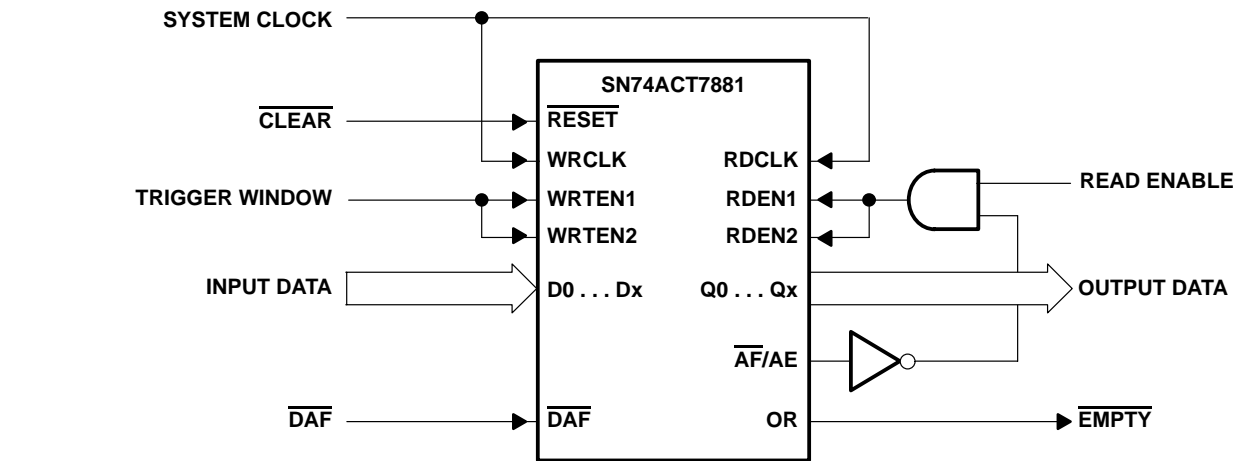 SYSTEM CLOCK
SN74ACT7881
CLEAR
RESET
WRCLK
RDCLK
TRIGGER WINDOW
WRTEN1
RDEN1
READ ENABLE
WRTEN2
RDEN2
INPUT DATA
D0 . . . Dx
Q0 . . . Qx
OUTPUT DATA
AF/AE
DAF
DAF
OR
EMPTY